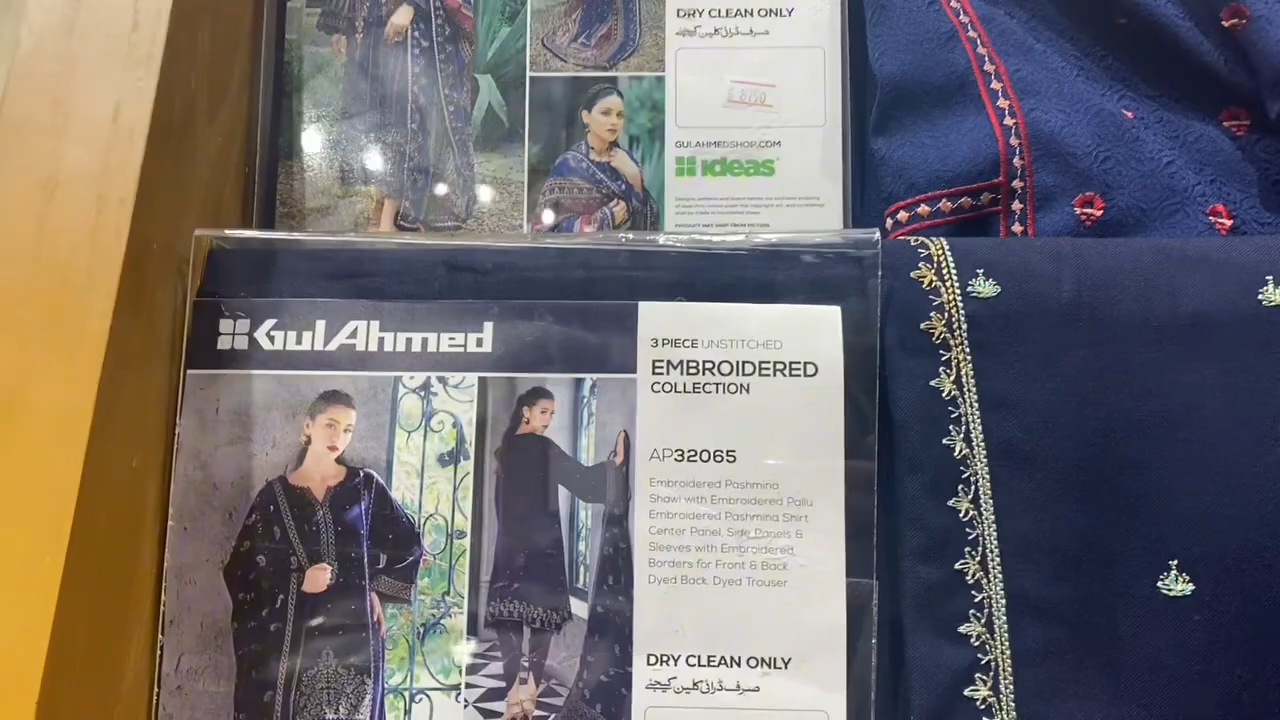 DRY CLEAN ONLY
صرف ڈرائی کلین کیجئے
GULAHMEDSHOP.COM
ideas
GulAhmed
3 PIECE UNSTITCHED
EMBROIDERED
COLLECTION
AP32065
Embroidered Pashmina
Shawl with Embroidered Pallu
Embroidered Pashmina Shirt
Center Panel, Side Panels &
Sleeves with Embroidered
Borders for Front & Back
Dyed Back, Dyed Trouser
DRY CLEAN ONLY
صرف ڈرائی کلین کیجئے